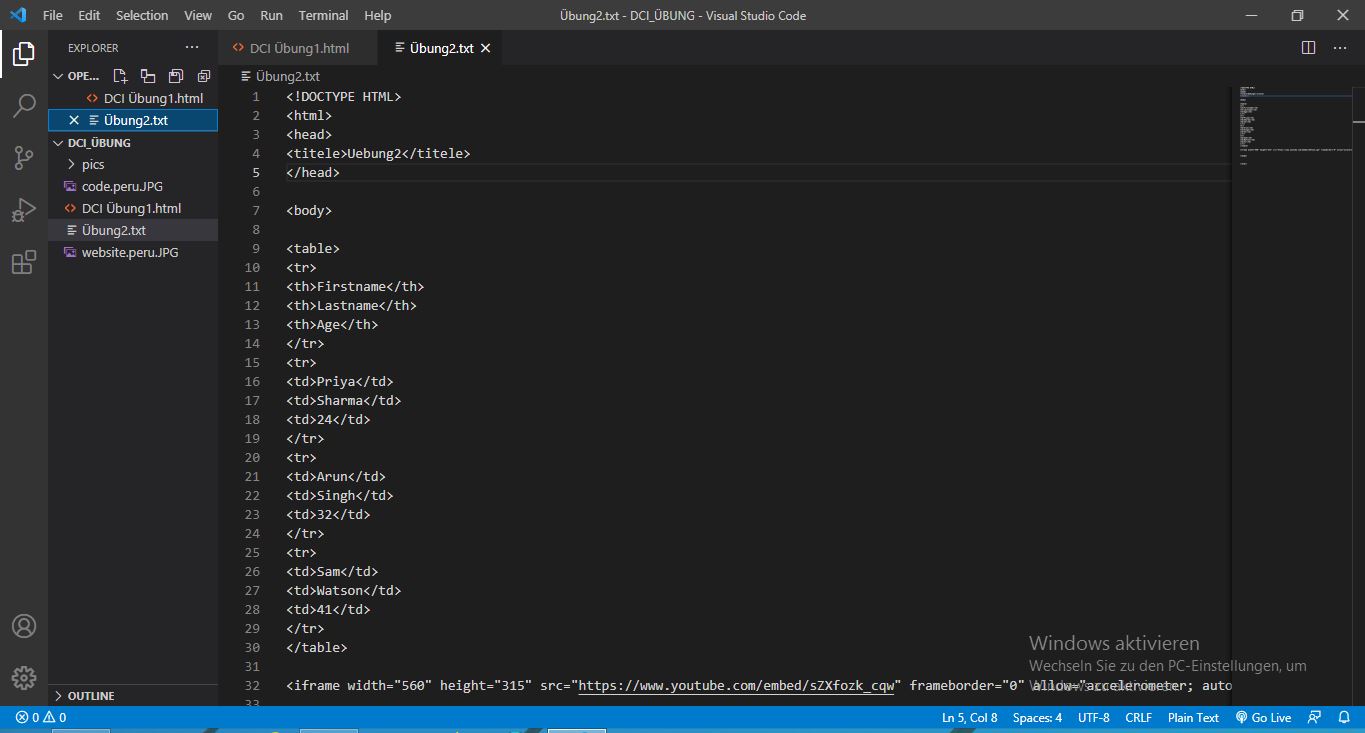 File Edit Selection View Go Run Terminal Help Übung2.txt - DCI_ÜBUNG - Visual Studio Code
EXPLORER
DCI Übung1.html Übung2.txt
OPE...
DCI Übung1.html
Übung2.txt
DCI_ÜBUNG
pics
code.peru.JPG
DCI Übung1.html
Übung2.txt
website.peru.JPG
OUTLINE
Übung2.txt
1 <!DOCTYPE HTML>
2 <html>
3 <head>
4 <titele>Uebung2</titele>
5 </head>
6
7 <body>
8
9 <table>
10 <tr>
11 <th>Firstname</th>
12 <th>Lastname</th>
13 <th>Age</th>
14 </tr>
15 <tr>
16 <td>Priya</td>
17 <td>Sharma</td>
18 <td>24</td>
19 </tr>
20 <tr>
21 <td>Arun</td>
22 <td>Singh</td>
23 <td>32</td>
24 </tr>
25 <tr>
26 <td>Sam</td>
27 <td>Watson</td>
28 <td>41</td>
29 </tr>
30 </table>
31
32 <iframe width="560" height="315" src="https://www.youtube.com/embed/sZXfozk_cqw" frameborder="0" allow="accelerometer; auto
33
Windows aktivieren
Wechseln Sie zu den PC-Einstellungen, um
Windows zu aktivieren.
0 0 Ln 5, Col 8 Spaces: 4 UTF-8 CRLF Plain Text Go Live